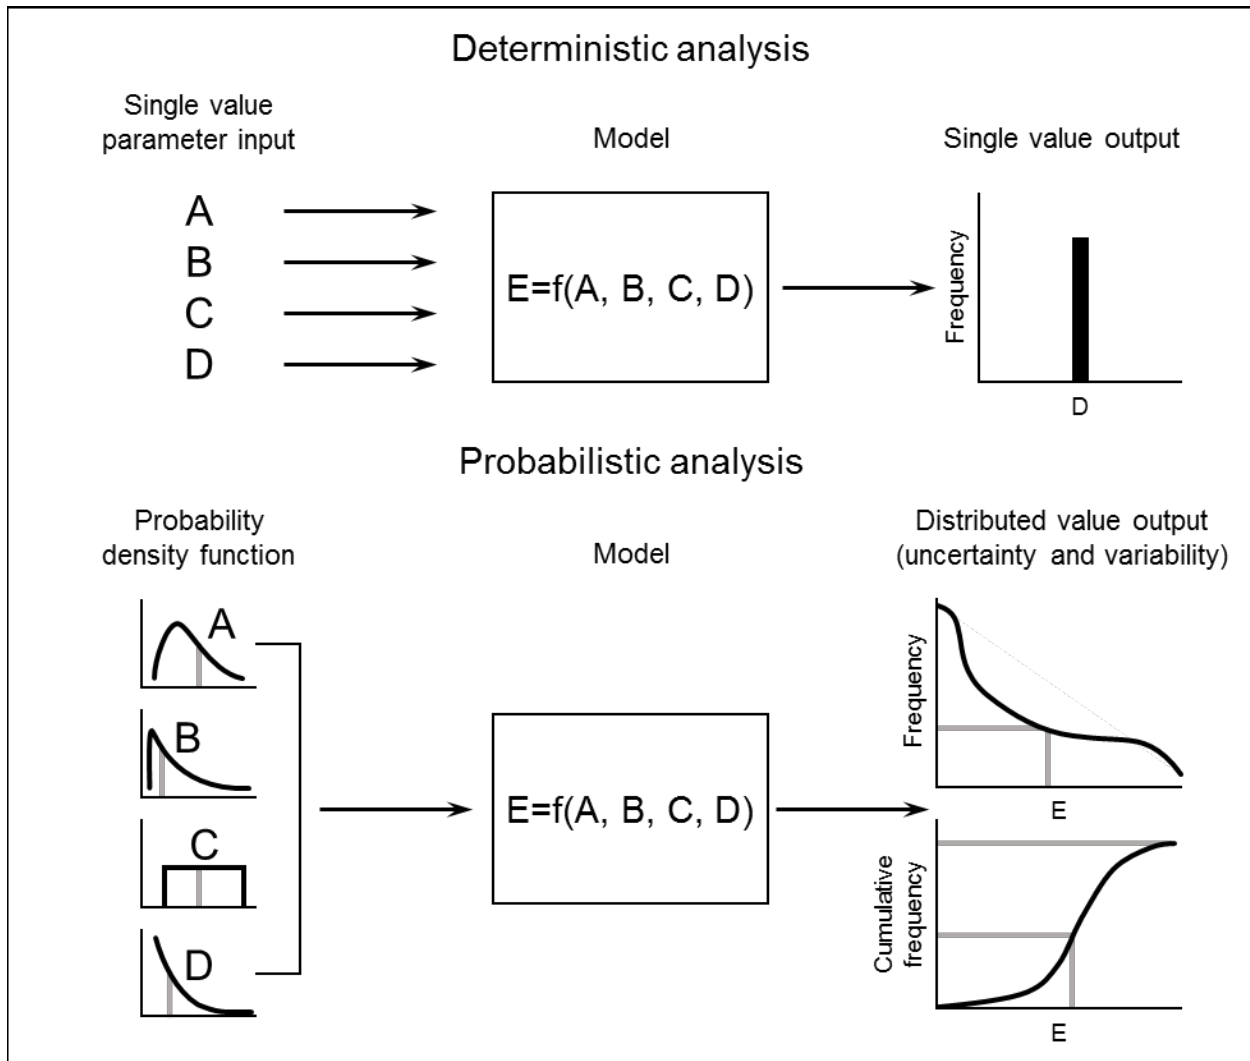 Deterministic analysis
Single value
parameter input
Model
Single value output
A
B
C
D
E=f(A, B, C, D)
Frequency
D
Probabilistic analysis
Probability
density function
Model
Distributed value output
(uncertainty and variability)
A
B
C
D
E=f(A, B, C, D)
Frequency
E
Cumulative
frequency
E